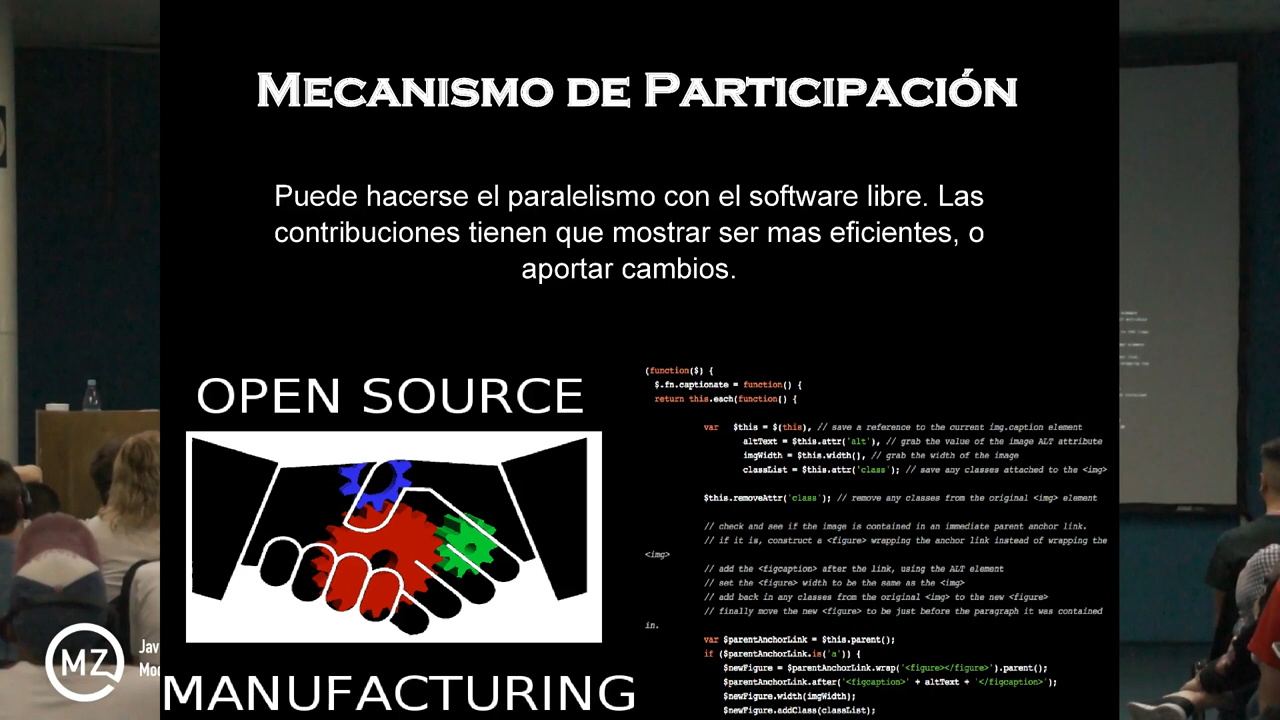 MECANISMO DE PARTICIPACIÓN
Puede hacerse el paralelismo con el software libre. Las
contribuciones tienen que mostrar ser mas eficientes, o
aportar cambios.
OPEN SOURCE
MANUFACTURING
(function($) {
$.fn.captionate = function() {
return this.each(function() {
var $this = $(this), // save a reference to the current img.caption element
altText = $this.attr('alt'), // grab the value of the image ALT attribute
imgWidth = $this.width(), // grab the width of the image
classList = $this.attr('class'); // save any classes attached to the <img>
$this.removeAttr('class'); // remove any classes from the original <img> element
// check and see if the image is contained in an immediate parent anchor link.
// if it is, construct a <figure> wrapping the anchor link instead of wrapping the
<img>
// add the <figcaption> after the link, using the ALT element
// set the <figure> width to be the same as the <img>
// add back in any classes from the original <img> to the new <figure>
// finally move the new <figure> to be just before the paragraph it was contained
in.
var $parentAnchorLink = $this.parent();
if ($parentAnchorLink.is('a')) {
$newFigure = $parentAnchorLink.wrap('<figure></figure>').parent();
$parentAnchorLink.after('<figcaption>' + altText + '</figcaption>');
$newFigure.width(imgWidth);
$newFigure.addClass(classList);
MZ
Jav
Mo